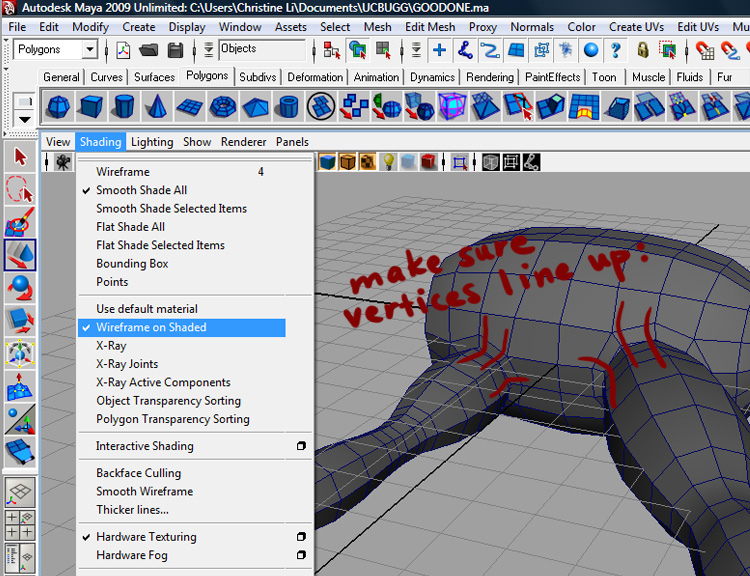 Autodesk Maya 2009 Unlimited: C:\Users\Christine Li\Documents\UCBUGG\GOODONE.ma
File Edit Modify Create Display Window Assets Select Mesh Edit Mesh Proxy Normals Color Create UVs Edit UVs Mu
Polygons Objects
General Curves Surfaces Polygons Subdivs Deformation Animation Dynamics Rendering PaintEffects Toon Muscle Fluids Fur
View Shading Lighting Show Renderer Panels
Wireframe 4
Smooth Shade All
Smooth Shade Selected Items
Flat Shade All
Flat Shade Selected Items
Bounding Box
Points
Use default material
Wireframe on Shaded
X-Ray
X-Ray Joints
X-Ray Active Components
Object Transparency Sorting
Polygon Transparency Sorting
Interactive Shading
Backface Culling
Smooth Wireframe
Thicker lines...
Hardware Texturing
Hardware Fog
make sure
vertices line up: